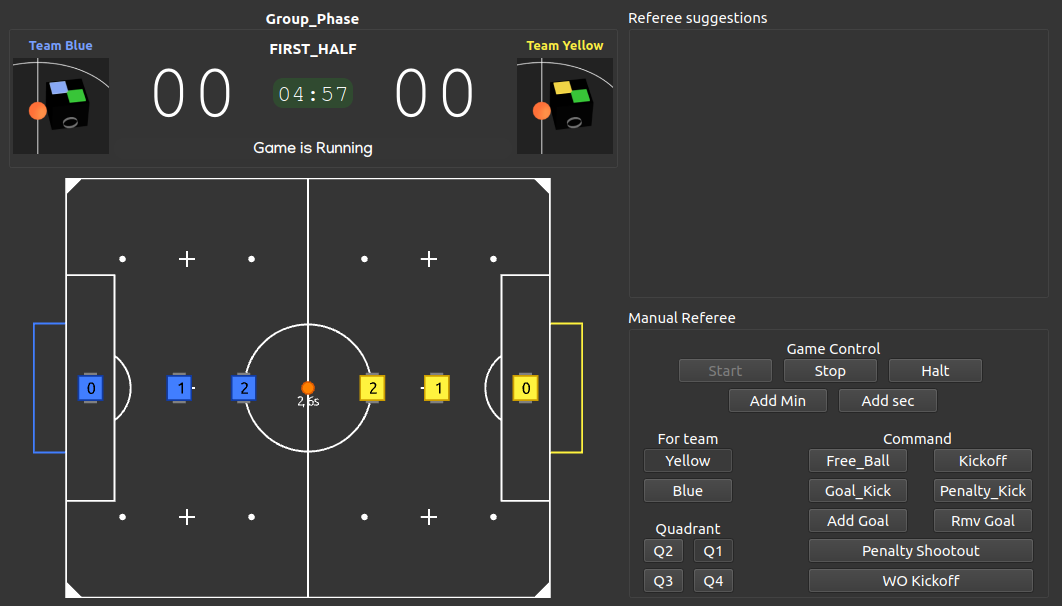 Group_Phase
Team Blue
FIRST_HALF
Team Yellow
00
04:57
00
0
0
Game is Running
0
1
2
2,6s
2
1
0
Referee suggestions
Manual Referee
Game Control
Start Stop Halt
Add Min Add sec
For team Command
Yellow Free_Ball Kickoff
Blue Goal_Kick Penalty_Kick
Add Goal Rmv Goal
Quadrant
Q2 Q1 Penalty Shootout
Q3 Q4 WO Kickoff